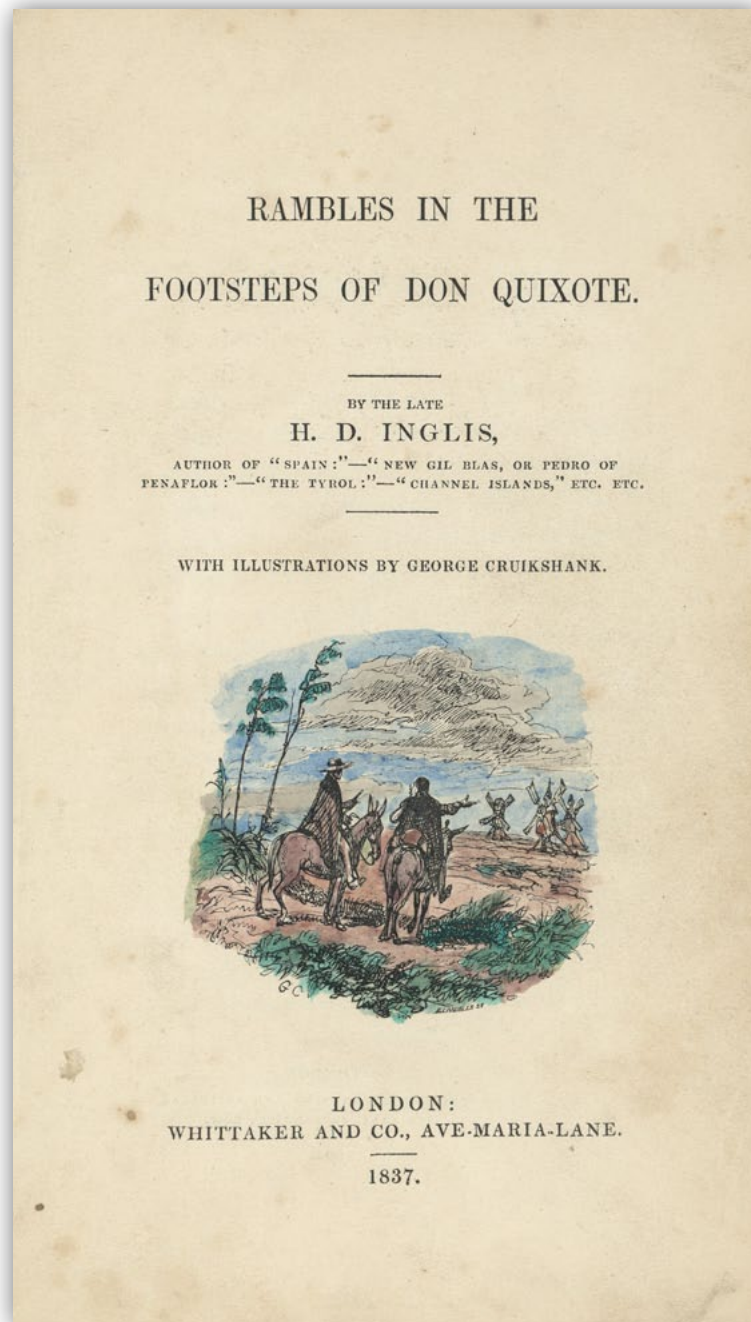 RAMBLES IN THE
FOOTSTEPS OF DON QUIXOTE.
BY THE LATE
H. D. INGLIS,
AUTHOR OF "SPAIN:"—"NEW GIL BLAS, OR PEDRO OF
PENAFLOR:"—"THE TYROL:"—"CHANNEL ISLANDS," ETC. ETC.
WITH ILLUSTRATIONS BY GEORGE CRUIKSHANK.
G C
LONDON:
WHITTAKER AND CO., AVE-MARIA-LANE.
1837.